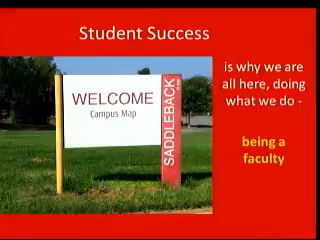 Student Success
is why we are
all here, doing
what we do -
being a
faculty
WELCOME
Campus Map
SADDLEBACK